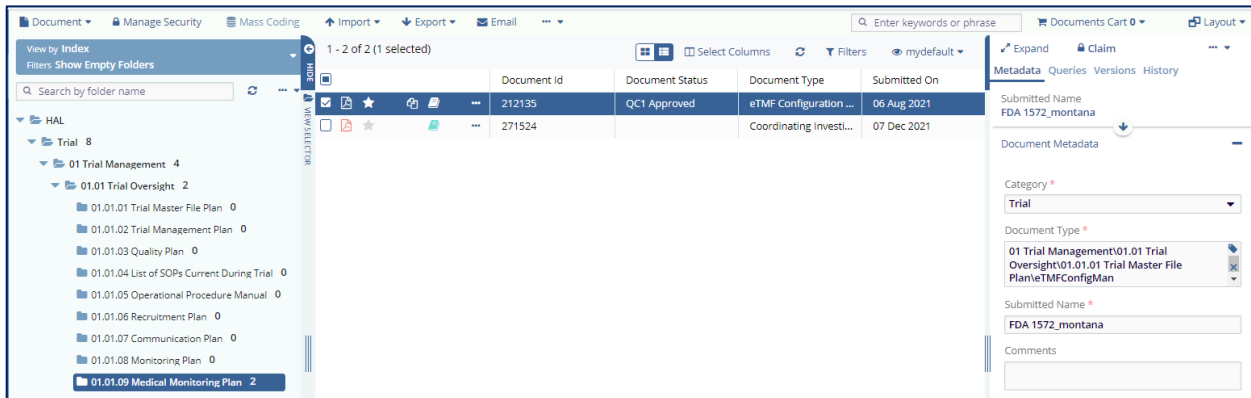 Document Manage Security Mass Coding Import Export Email ... Enter keywords or phrase Documents Cart 0 Layout
View by Index
Filters Show Empty Folders
Search by folder name
HAL
Trial 8
01 Trial Management 4
01.01 Trial Oversight 2
01.01.01 Trial Master File Plan 0
01.01.02 Trial Management Plan 0
01.01.03 Quality Plan 0
01.01.04 List of SOPs Current During Trial 0
01.01.05 Operational Procedure Manual 0
01.01.06 Recruitment Plan 0
01.01.07 Communication Plan 0
01.01.08 Monitoring Plan 0
01.01.09 Medical Monitoring Plan 2
HIDE
VIEW SELECTOR
1 - 2 of 2 (1 selected) Select Columns Filters mydefault
Document Id Document Status Document Type Submitted On
... 212135 QC1 Approved eTMF Configuration ... 06 Aug 2021
... 271524 Coordinating Investi... 07 Dec 2021
Expand Claim ...
Metadata Queries Versions History
Submitted Name
FDA 1572_montana
Document Metadata
Category *
Trial
Document Type *
01 Trial Management\01.01 Trial
Oversight\01.01.01 Trial Master File
Plan\eTMFConfigMan
Submitted Name *
FDA 1572_montana
Comments